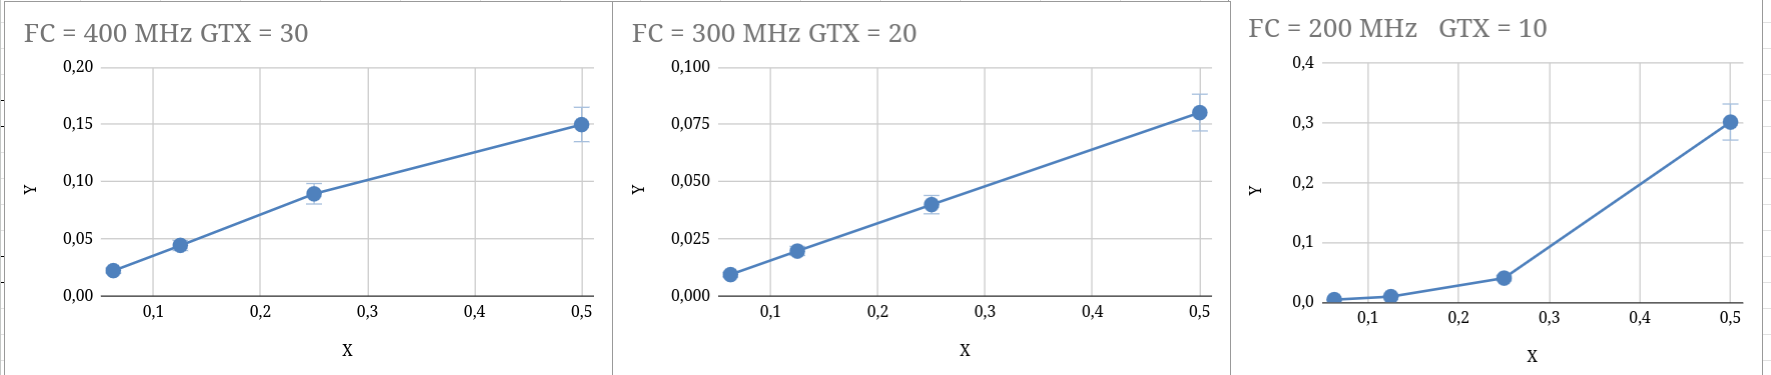 FC = 400 MHz GTX = 30
0,20
0,15
0,10
0,05
0,00
Y
0,1 0,2 0,3 0,4 0,5
X
FC = 300 MHz GTX = 20
0,100
0,075
0,050
0,025
0,000
Y
0,1 0,2 0,3 0,4 0,5
X
FC = 200 MHz GTX = 10
0,4
0,3
0,2
0,1
0,0
Y
0,1 0,2 0,3 0,4 0,5
X